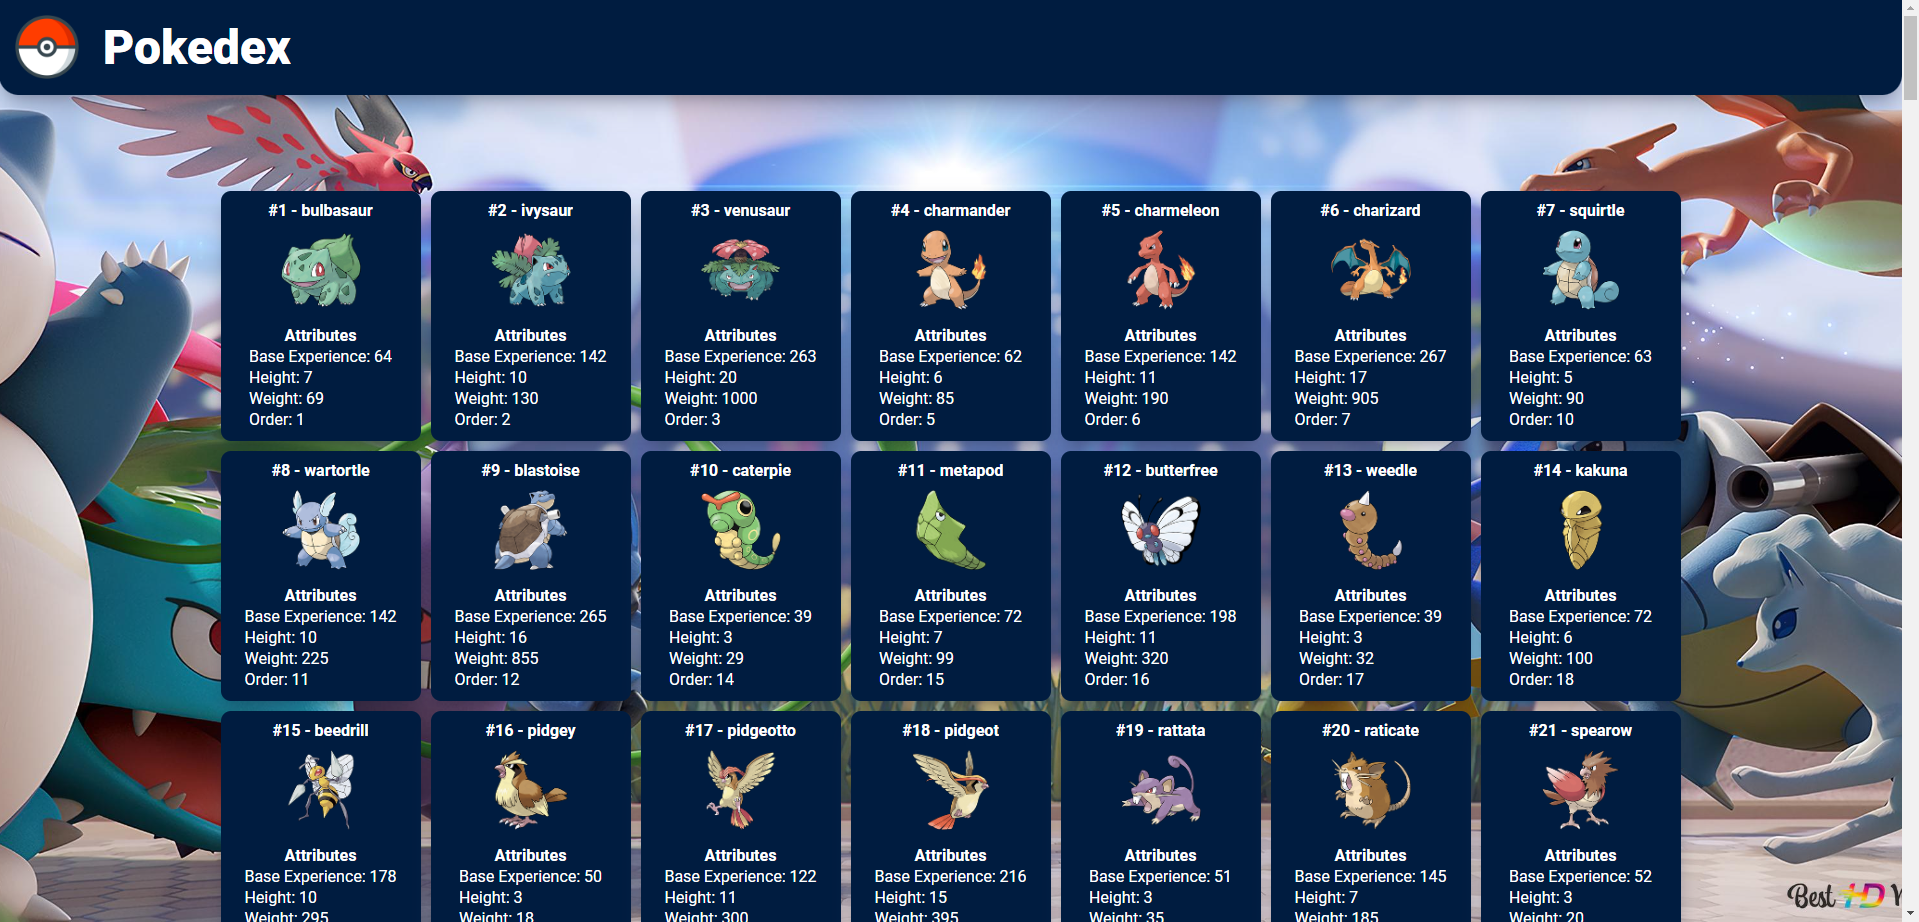 Pokedex
#1 - bulbasaur
Attributes
Base Experience: 64
Height: 7
Weight: 69
Order: 1
#2 - ivysaur
Attributes
Base Experience: 142
Height: 10
Weight: 130
Order: 2
#3 - venusaur
Attributes
Base Experience: 263
Height: 20
Weight: 1000
Order: 3
#4 - charmander
Attributes
Base Experience: 62
Height: 6
Weight: 85
Order: 5
#5 - charmeleon
Attributes
Base Experience: 142
Height: 11
Weight: 190
Order: 6
#6 - charizard
Attributes
Base Experience: 267
Height: 17
Weight: 905
Order: 7
#7 - squirtle
Attributes
Base Experience: 63
Height: 5
Weight: 90
Order: 10
#8 - wartortle
Attributes
Base Experience: 142
Height: 10
Weight: 225
Order: 11
#9 - blastoise
Attributes
Base Experience: 265
Height: 16
Weight: 855
Order: 12
#10 - caterpie
Attributes
Base Experience: 39
Height: 3
Weight: 29
Order: 14
#11 - metapod
Attributes
Base Experience: 72
Height: 7
Weight: 99
Order: 15
#12 - butterfree
Attributes
Base Experience: 198
Height: 11
Weight: 320
Order: 16
#13 - weedle
Attributes
Base Experience: 39
Height: 3
Weight: 32
Order: 17
#14 - kakuna
Attributes
Base Experience: 72
Height: 6
Weight: 100
Order: 18
#15 - beedrill
Attributes
Base Experience: 178
Height: 10
Weight: 295
#16 - pidgey
Attributes
Base Experience: 50
Height: 3
Weight: 18
#17 - pidgeotto
Attributes
Base Experience: 122
Height: 11
Weight: 300
#18 - pidgeot
Attributes
Base Experience: 216
Height: 15
Weight: 395
#19 - rattata
Attributes
Base Experience: 51
Height: 3
Weight: 35
#20 - raticate
Attributes
Base Experience: 145
Height: 7
Weight: 185
#21 - spearow
Attributes
Base Experience: 52
Height: 3
Weight: 20
Best HD